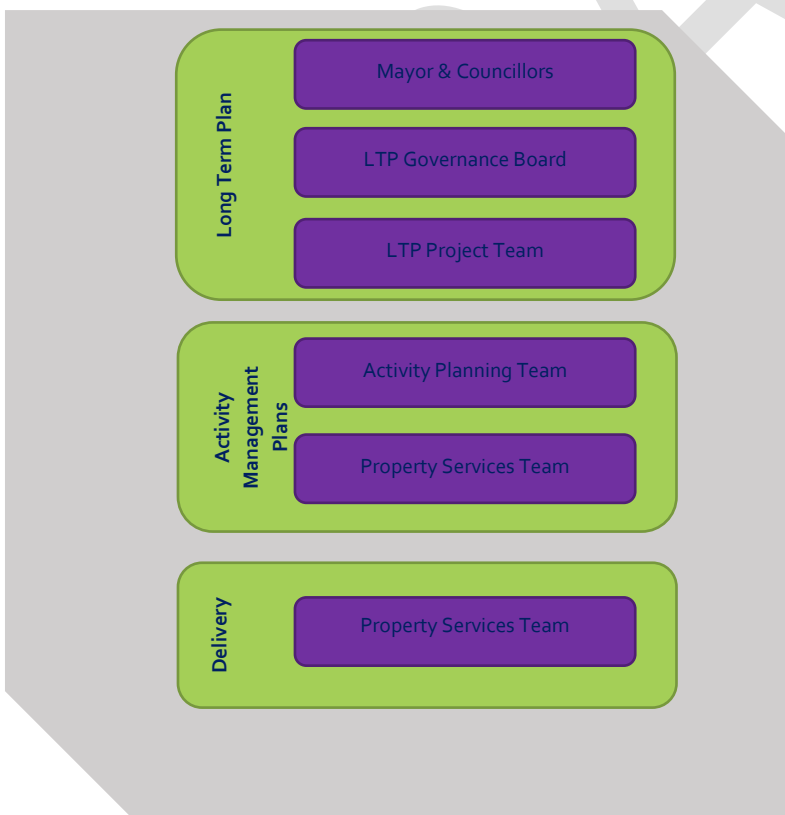 Long Term Plan
Mayor & Councillors
LTP Governance Board
LTP Project Team
Activity
Management
Plans
Activity Planning Team
Property Services Team
Delivery
Property Services Team